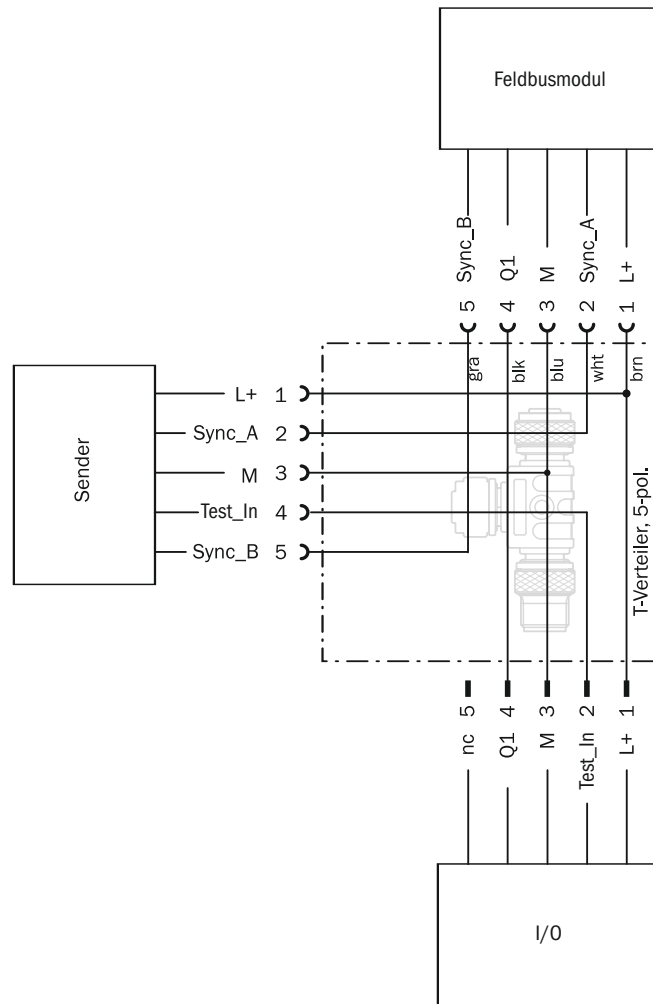 Feldbusmodul
5 Sync_B
4 Q1
3 M
2 Sync_A
1 L+
gra
blk
blu
wht
brn
Sender
L+ 1
Sync_A 2
M 3
Test_In 4
Sync_B 5
T-Verteiler, 5-pol.
nc 5
Q1 4
M 3
Test_In 2
L+ 1
I/0